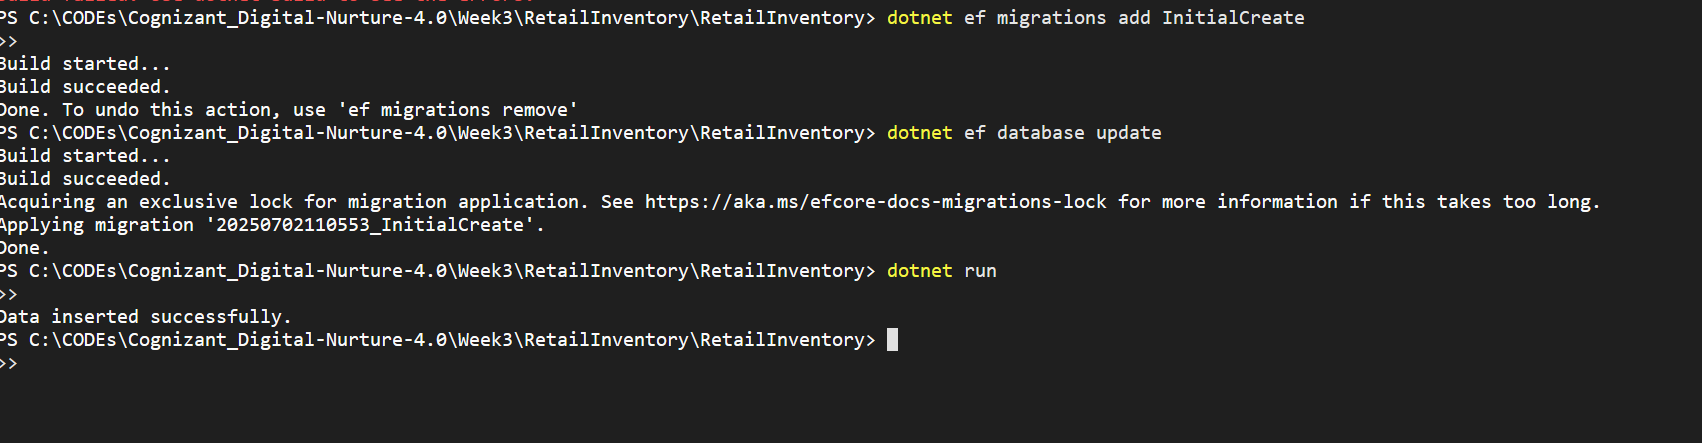 PS C:\CODEs\Cognizant_Digital-Nurture-4.0\Week3\RetailInventory\RetailInventory> dotnet ef migrations add InitialCreate
>>
Build started...
Build succeeded.
Done. To undo this action, use 'ef migrations remove'
PS C:\CODEs\Cognizant_Digital-Nurture-4.0\Week3\RetailInventory\RetailInventory> dotnet ef database update
Build started...
Build succeeded.
Acquiring an exclusive lock for migration application. See https://aka.ms/efcore-docs-migrations-lock for more information if this takes too long.
Applying migration '20250702110553_InitialCreate'.
Done.
PS C:\CODEs\Cognizant_Digital-Nurture-4.0\Week3\RetailInventory\RetailInventory> dotnet run
>>
Data inserted successfully.
PS C:\CODEs\Cognizant_Digital-Nurture-4.0\Week3\RetailInventory\RetailInventory>
>>